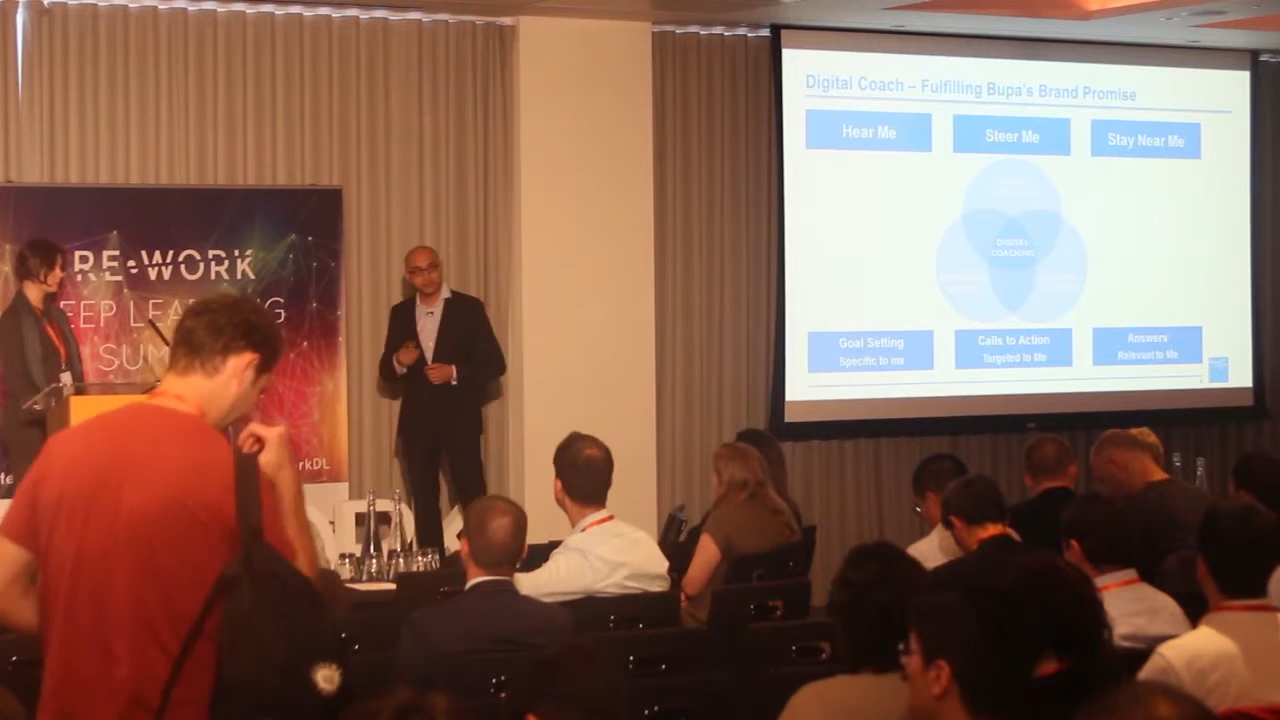 RE•WORK
EEP LEA NG
SUM
rkDL
Digital Coach – Fulfilling Bupa's Brand Promise
Hear Me
Steer Me
Stay Near Me
DIGITAL
COACHING
Goal Setting
Specific to me
Calls to Action
Targeted to Me
Answers
Relevant to Me